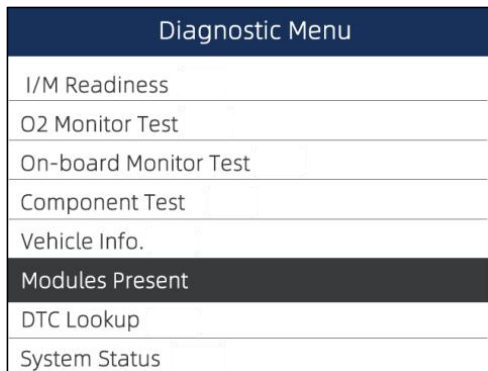 Diagnostic Menu
I/M Readiness
O2 Monitor Test
On-board Monitor Test
Component Test
Vehicle Info.
Modules Present
DTC Lookup
System Status